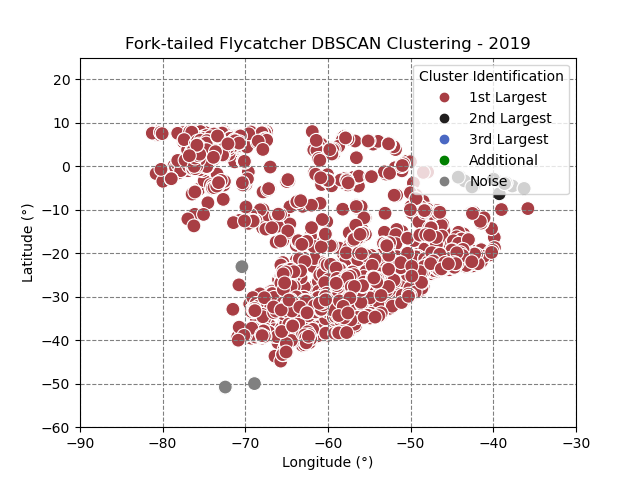 Fork-tailed Flycatcher DBSCAN Clustering - 2019
Cluster Identification
1st Largest
2nd Largest
3rd Largest
Additional
Noise
20
10
0
−10
−20
−30
−40
−50
−60
Latitude (°)
−90 −80 −70 −60 −50 −40 −30
Longitude (°)